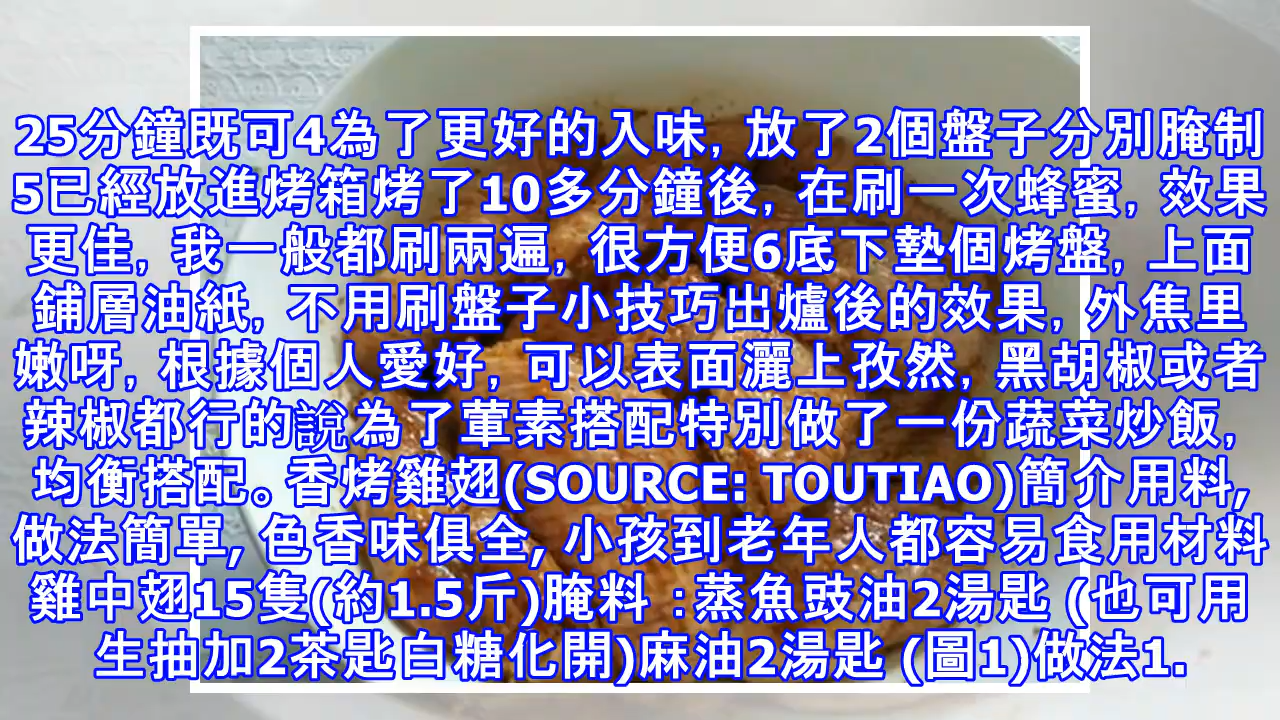 25分鐘既可4為了更好的入味, 放了2個盤子分別腌制
5已經放進烤箱烤了10多分鐘後, 在刷一次蜂蜜, 效果
更佳, 我一般都刷兩遍, 很方便6底下墊個烤盤, 上面
鋪層油紙, 不用刷盤子小技巧出爐後的效果, 外焦里
嫩呀, 根據個人愛好, 可以表面灑上孜然, 黑胡椒或者
辣椒都行的說為了葷素搭配特別做了一份蔬菜炒飯,
均衡搭配。香烤雞翅(SOURCE: TOUTIAO)簡介用料,
做法簡單, 色香味俱全, 小孩到老年人都容易食用材料
雞中翅15隻(約1.5斤)腌料：蒸魚豉油2湯匙 (也可用
生抽加2茶匙白糖化開)麻油2湯匙 (圖1)做法1.